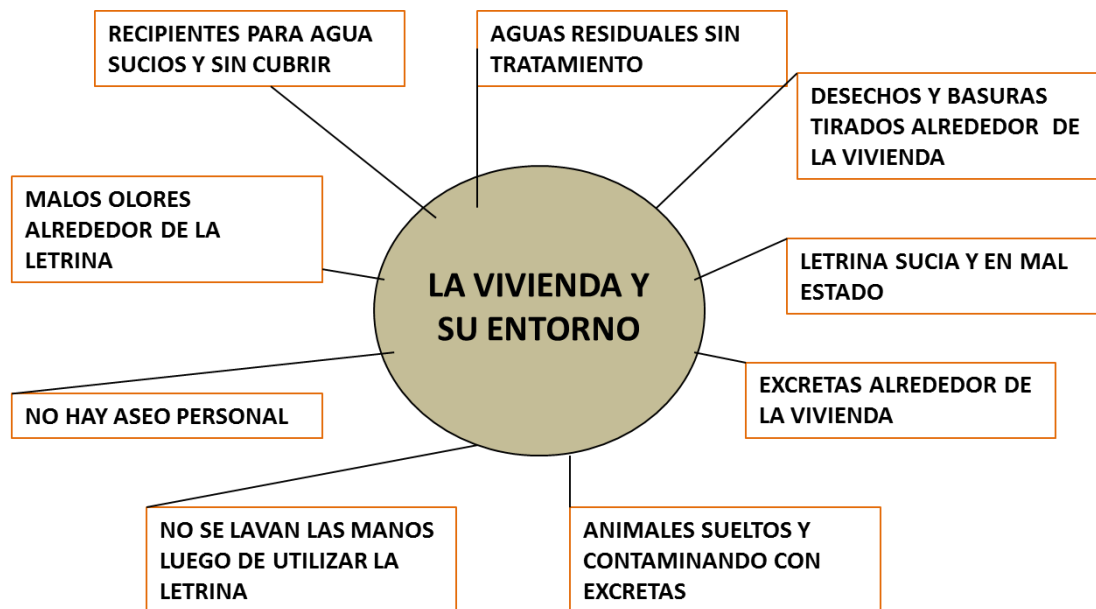 RECIPIENTES PARA AGUA
SUCIOS Y SIN CUBRIR
AGUAS RESIDUALES SIN
TRATAMIENTO
DESECHOS Y BASURAS
TIRADOS ALREDEDOR DE
LA VIVIENDA
MALOS OLORES
ALREDEDOR DE LA
LETRINA
LETRINA SUCIA Y EN MAL
ESTADO
LA VIVIENDA Y
SU ENTORNO
EXCRETAS ALREDEDOR DE
LA VIVIENDA
NO HAY ASEO PERSONAL
NO SE LAVAN LAS MANOS
LUEGO DE UTILIZAR LA
LETRINA
ANIMALES SUELTOS Y
CONTAMINANDO CON
EXCRETAS